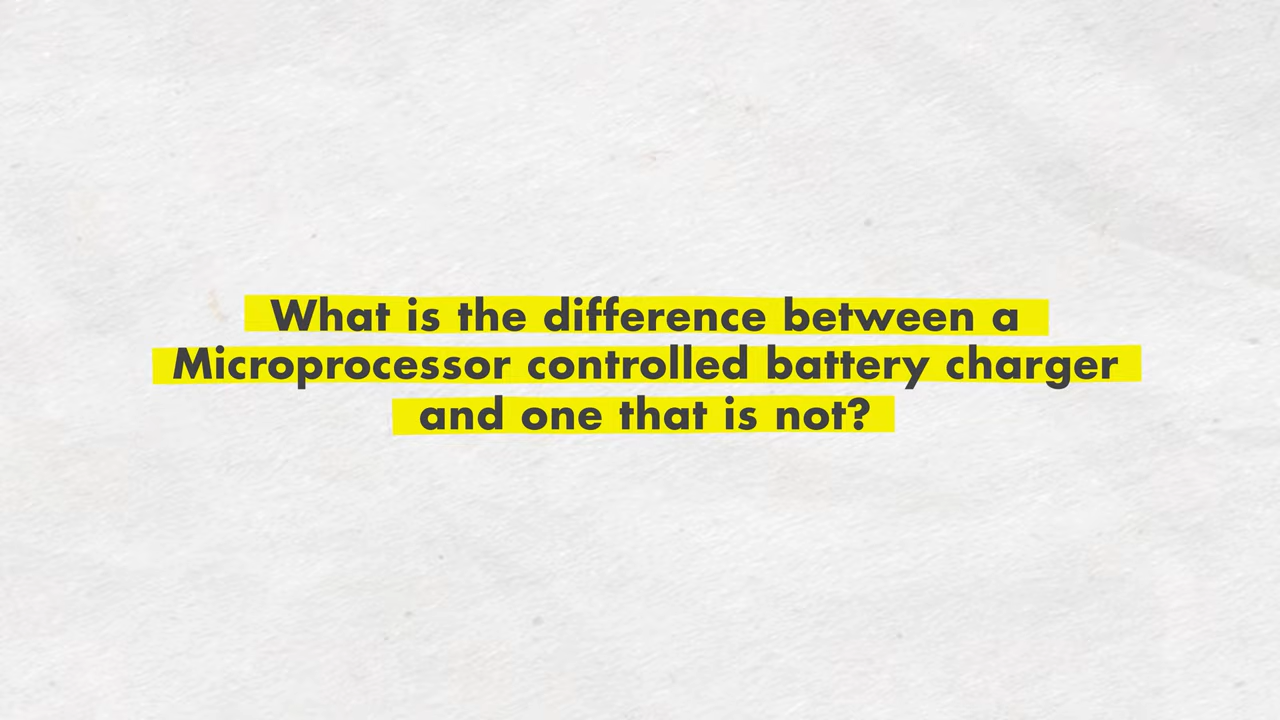 What is the difference between a
Microprocessor controlled battery charger
and one that is not?